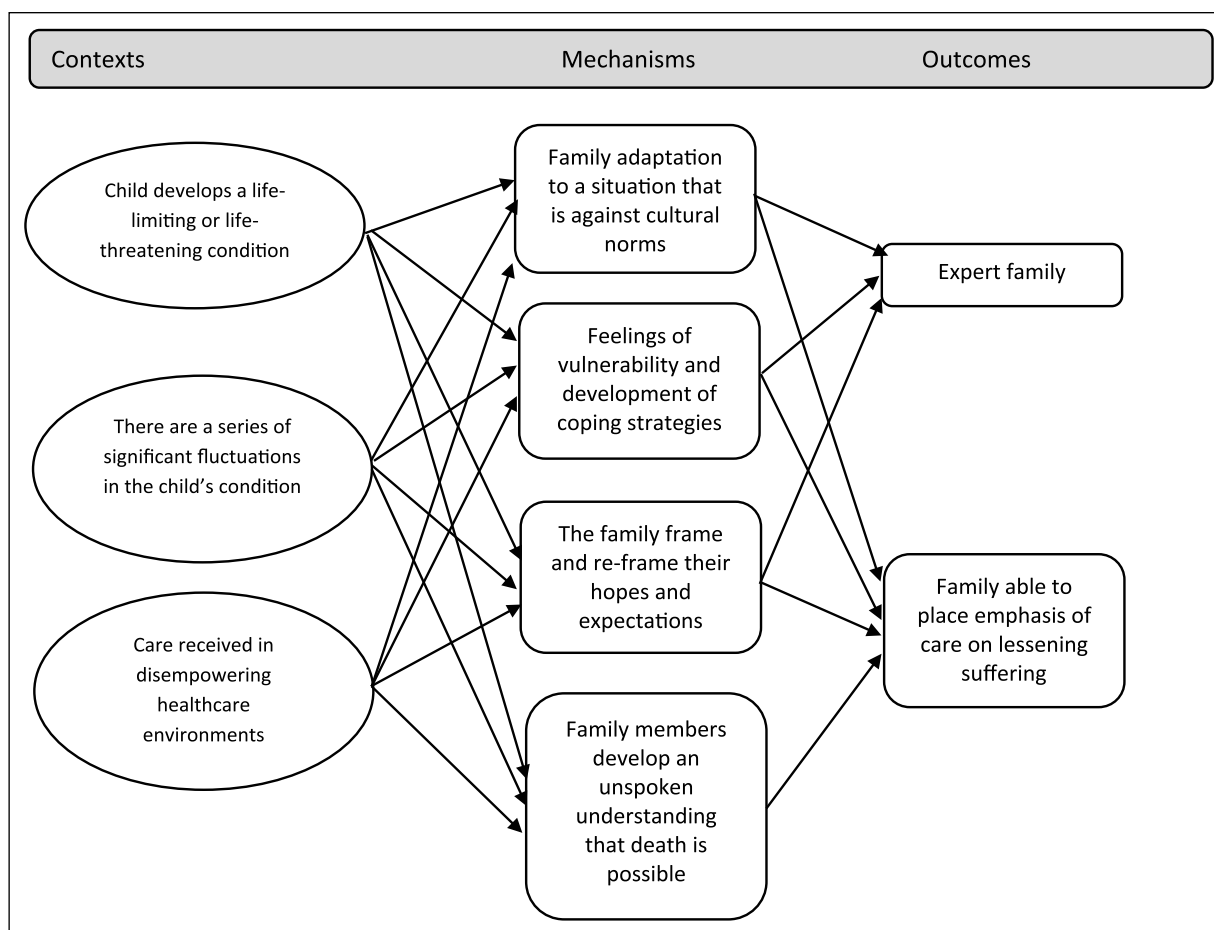 Contexts
Mechanisms
Outcomes
Child develops a life-
limiting or life-
threatening condition
There are a series of
significant fluctuations
in the child’s condition
Care received in
disempowering
healthcare
environments
Family adaptation
to a situation that
is against cultural
norms
Feelings of
vulnerability and
development of
coping strategies
The family frame
and re-frame their
hopes and
expectations
Family members
develop an
unspoken
understanding
that death is
possible
Expert family
Family able to
place emphasis of
care on lessening
suffering